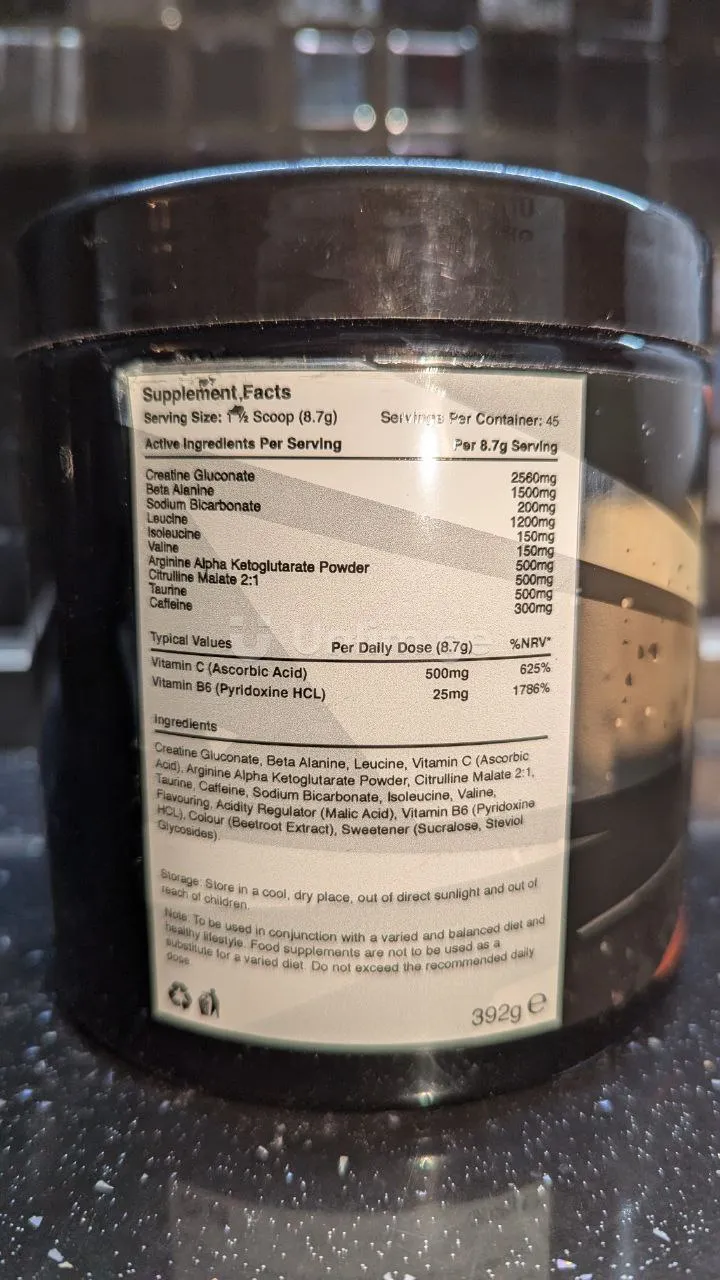 Supplement Facts
Serving Size: 1 ½ Scoop (8.7g) Servings Per Container: 45
Active Ingredients Per Serving Per 8.7g Serving
Creatine Gluconate 2560mg
Beta Alanine 1500mg
Sodium Bicarbonate 200mg
Leucine 1200mg
Isoleucine 150mg
Valine 150mg
Arginine Alpha Ketoglutarate Powder 500mg
Citrulline Malate 2:1 500mg
Taurine 500mg
Caffeine 300mg
Typical Values Per Daily Dose (8.7g) %NRV*
Vitamin C (Ascorbic Acid) 500mg 625%
Vitamin B6 (Pyridoxine HCL) 25mg 1786%
Ingredients
Creatine Gluconate, Beta Alanine, Leucine, Vitamin C (Ascorbic
Acid), Arginine Alpha Ketoglutarate Powder, Citrulline Malate 2:1,
Taurine, Caffeine, Sodium Bicarbonate, Isoleucine, Valine,
Flavouring, Acidity Regulator (Malic Acid), Vitamin B6 (Pyridoxine
HCL), Colour (Beetroot Extract), Sweetener (Sucralose, Steviol
Glycosides).
Storage: Store in a cool, dry place, out of direct sunlight and out of
reach of children.
Note: To be used in conjunction with a varied and balanced diet and
healthy lifestyle. Food supplements are not to be used as a
substitute for a varied diet. Do not exceed the recommended daily
dose.
392g e